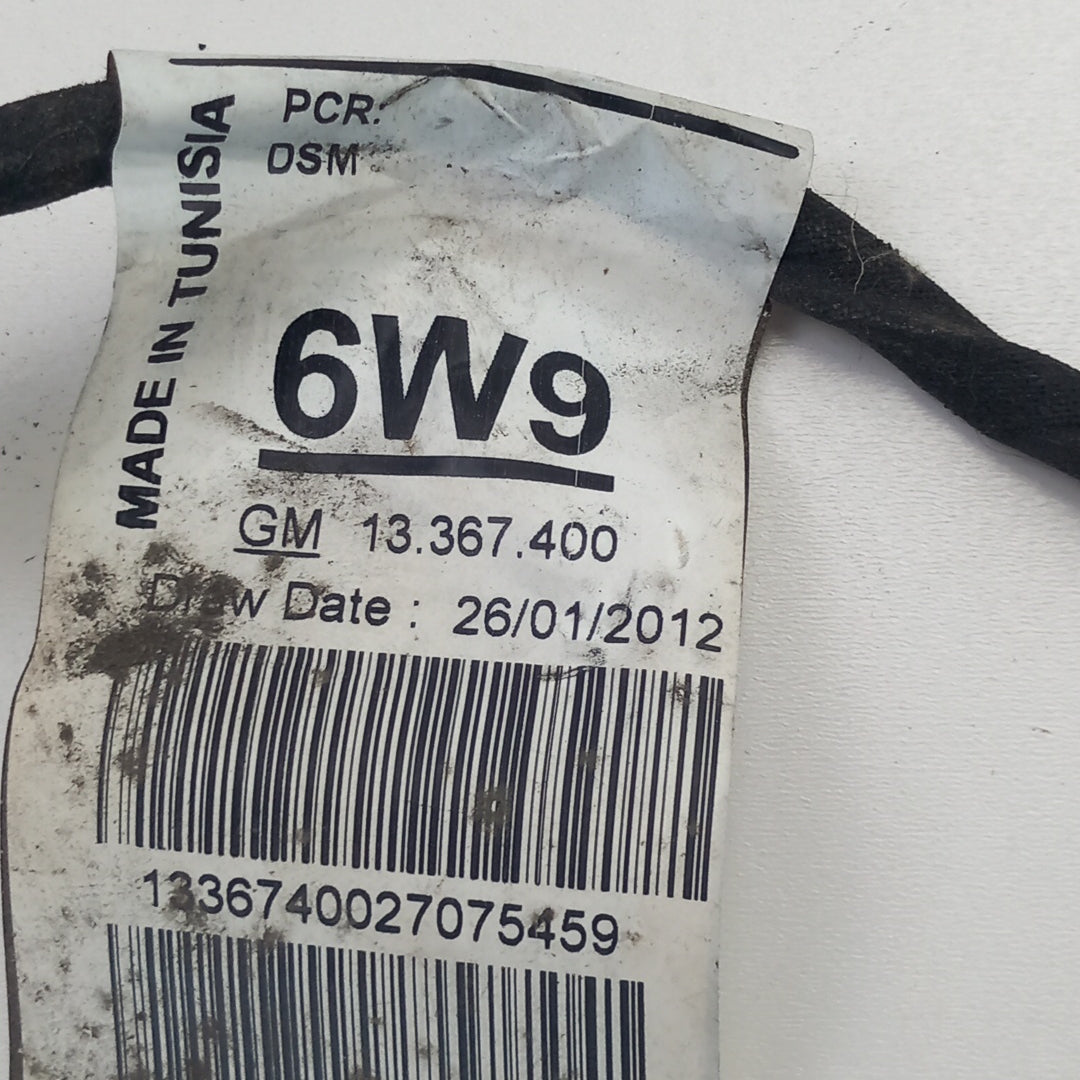 PCR:
DSM
MADE IN TUNISIA
6W9
GM 13.367.400
Draw Date : 26/01/2012
1336740027075459